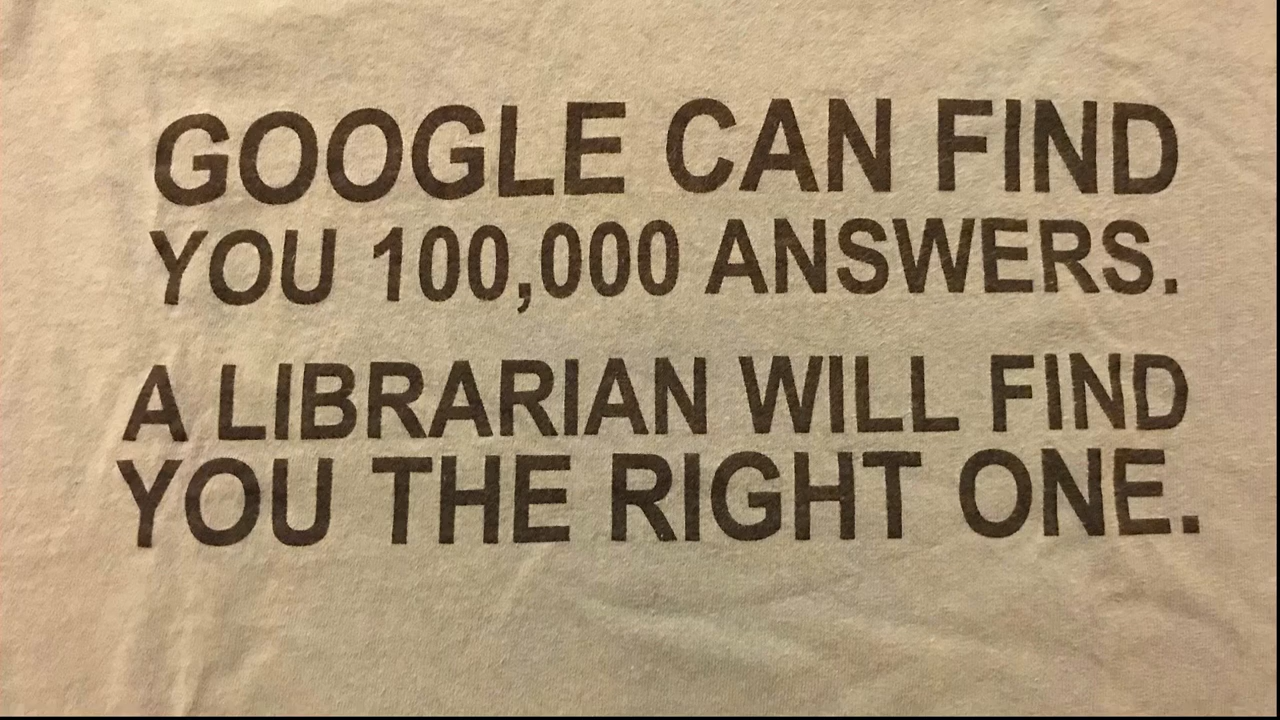 GOOGLE CAN FIND
YOU 100,000 ANSWERS.
A LIBRARIAN WILL FIND
YOU THE RIGHT ONE.